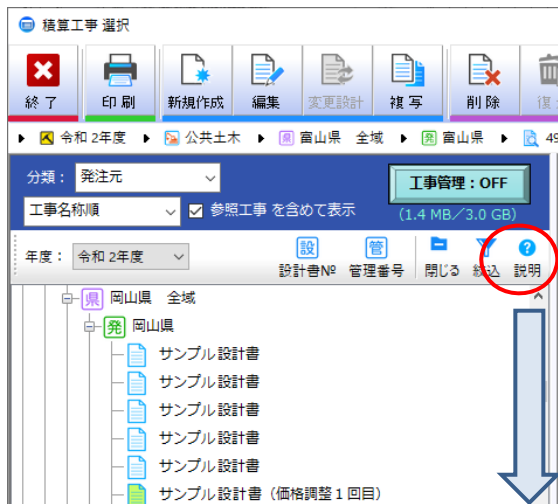 積算工事 選択
終 了
印 刷
新規作成
編集
変更設計
複 写
削 除
令和 2年度
公共土木
県
富山県 全域
発
富山県
分類：
発注元
工事管理：OFF
工事名称順
参照工事 を含めて表示
(1.4 MB／3.0 GB)
年度：
令和 2年度
設
設計書Nº
管
管理番号
閉じる
絞込
?
説明
県 岡山県 全域
発 岡山県
サンプル設計書
サンプル設計書
サンプル設計書
サンプル設計書
サンプル設計書
サンプル設計書（価格調整１回目）